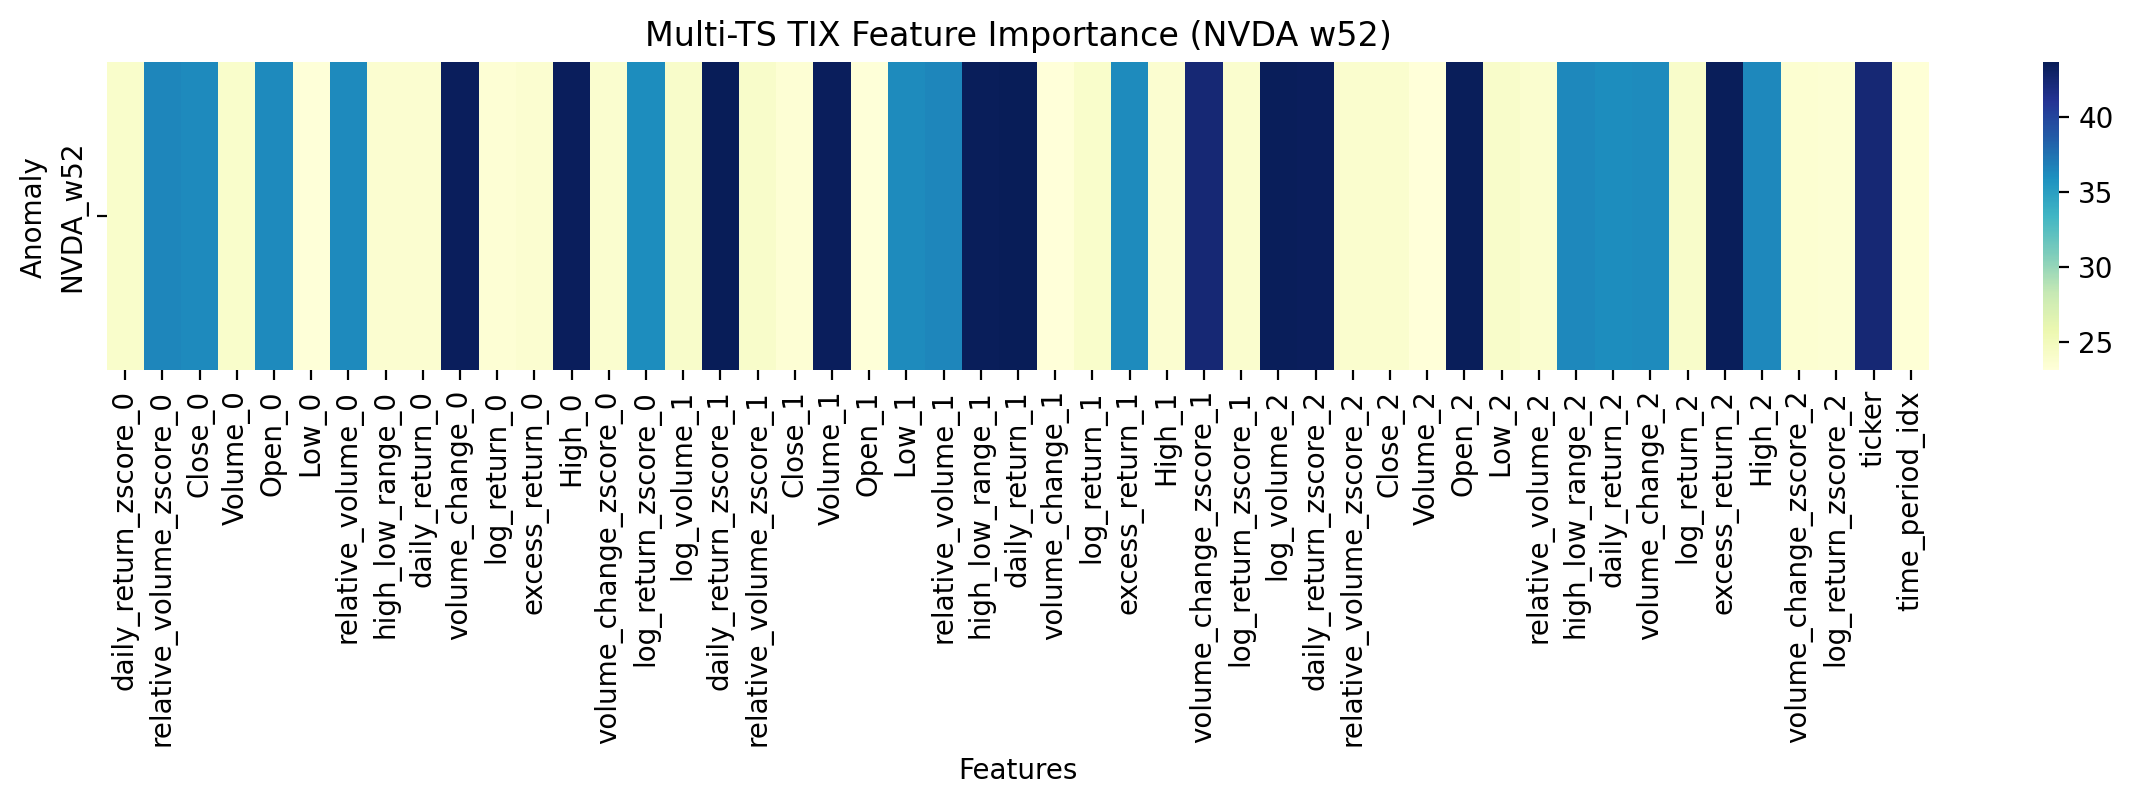 Multi-TS TIX Feature Importance (NVDA w52)
Anomaly
NVDA_w52
40
35
30
25
daily_return_zscore_0
relative_volume_zscore_0
Close_0
Volume_0
Open_0
Low_0
relative_volume_0
high_low_range_0
daily_return_0
volume_change_0
log_return_0
excess_return_0
High_0
volume_change_zscore_0
log_return_zscore_0
log_volume_1
daily_return_zscore_1
relative_volume_zscore_1
Close_1
Volume_1
Open_1
Low_1
relative_volume_1
high_low_range_1
daily_return_1
volume_change_1
log_return_1
excess_return_1
High_1
volume_change_zscore_1
log_return_zscore_1
log_volume_2
daily_return_zscore_2
relative_volume_zscore_2
Close_2
Volume_2
Open_2
Low_2
relative_volume_2
high_low_range_2
daily_return_2
volume_change_2
log_return_2
excess_return_2
High_2
volume_change_zscore_2
log_return_zscore_2
ticker
time_period_idx
Features